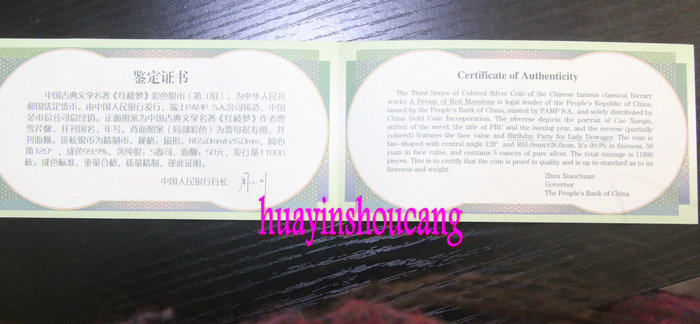 鉴定证书
中国古典文学名著《红楼梦》彩色银币（第3组），为中华人民共
和国法定货币。由中国人民银行发行，瑞士PAMP S.A.公司铸造，中国
金币总公司总经销。正面图案为中国古典文学名著《红楼梦》作者曹
雪芹像，并刊国名，年号。背面图案（局部彩色）为贾母祝寿图，并
刊面额。该枚银币为精制币，规格：扇形，R65.0mm/r26.0mm，圆心
角120°，成色99.9%，含纯银：5盎司，面额：50元，发行量11800
枚。成色标准，重量合格，质量精制，谨此证明。
中国人民银行行长
Certificate of Authenticity
The Third Series of Colored Silver Coin of the Chinese famous classical literary
works A Dream of Red Mansions is legal tender of the People's Republic of China,
issued by the People's Bank of China, minted by PAMP S.A., and solely distributed by
China Gold Coin Incorporation. The obverse depicts the portrait of Cao Xueqin,
author of the novel, the title of PRC and the issuing year, and the reverse (partially
colored) features the face value and Birthday Party for Lady Dowager. The coin is
fan-shaped with central angle 120° and R65.0mm/r26.0mm. It's 99.9% in fineness, 50
yuan in face value, and contains 5 ounces of pure silver. The total mintage is 11800
pieces. This is to certify that the coin is proof in quality and is up to standard as to its
fineness and weight.
Zhou Xiaochuan
Governor
The People's Bank of China
huayinshoucang